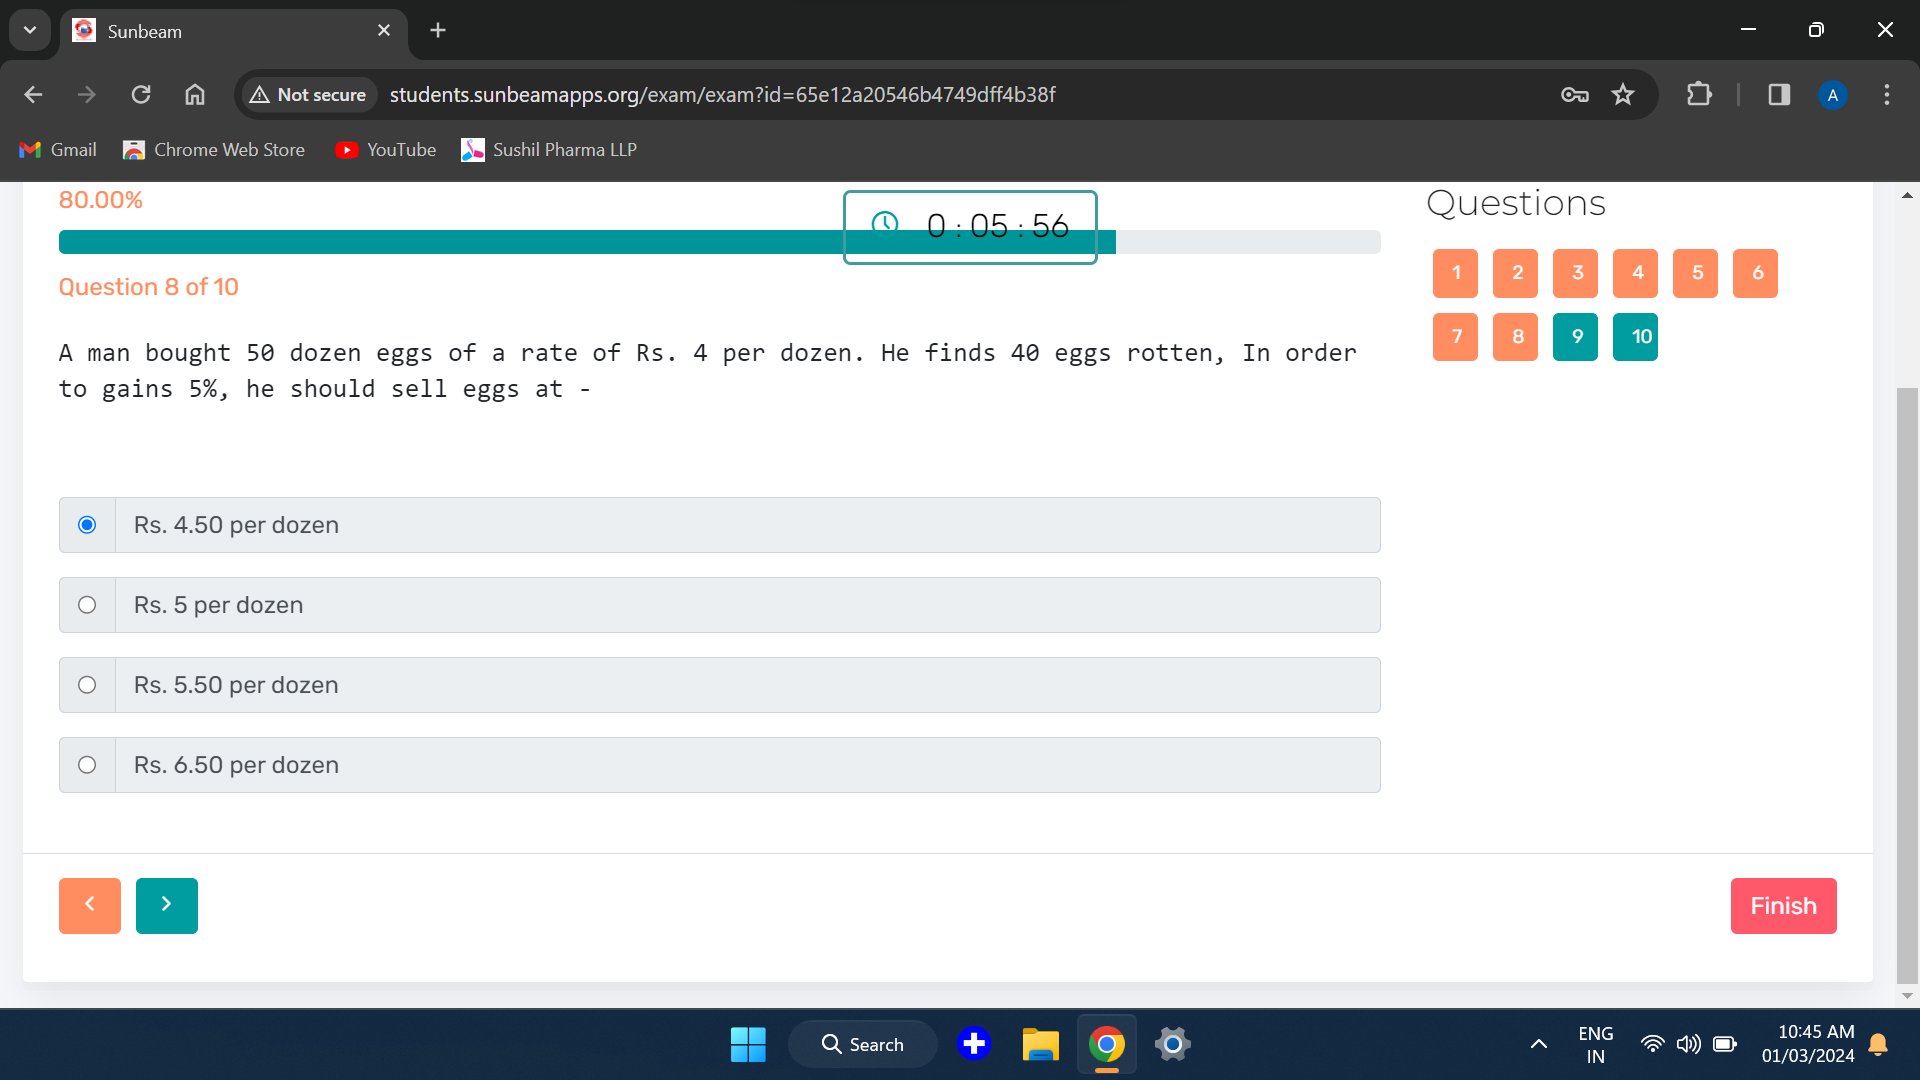 Sunbeam
Not secure
students.sunbeamapps.org/exam/exam?id=65e12a20546b4749dff4b38f
A
Gmail
Chrome Web Store
YouTube
Sushil Pharma LLP
80.00%
0 : 05 : 56
Question 8 of 10
A man bought 50 dozen eggs of a rate of Rs. 4 per dozen. He finds 40 eggs rotten, In order
to gains 5%, he should sell eggs at -
Rs. 4.50 per dozen
Rs. 5 per dozen
Rs. 5.50 per dozen
Rs. 6.50 per dozen
Questions
1 2 3 4 5 6
7 8 9 10
Finish
Search
ENG
IN
10:45 AM
01/03/2024